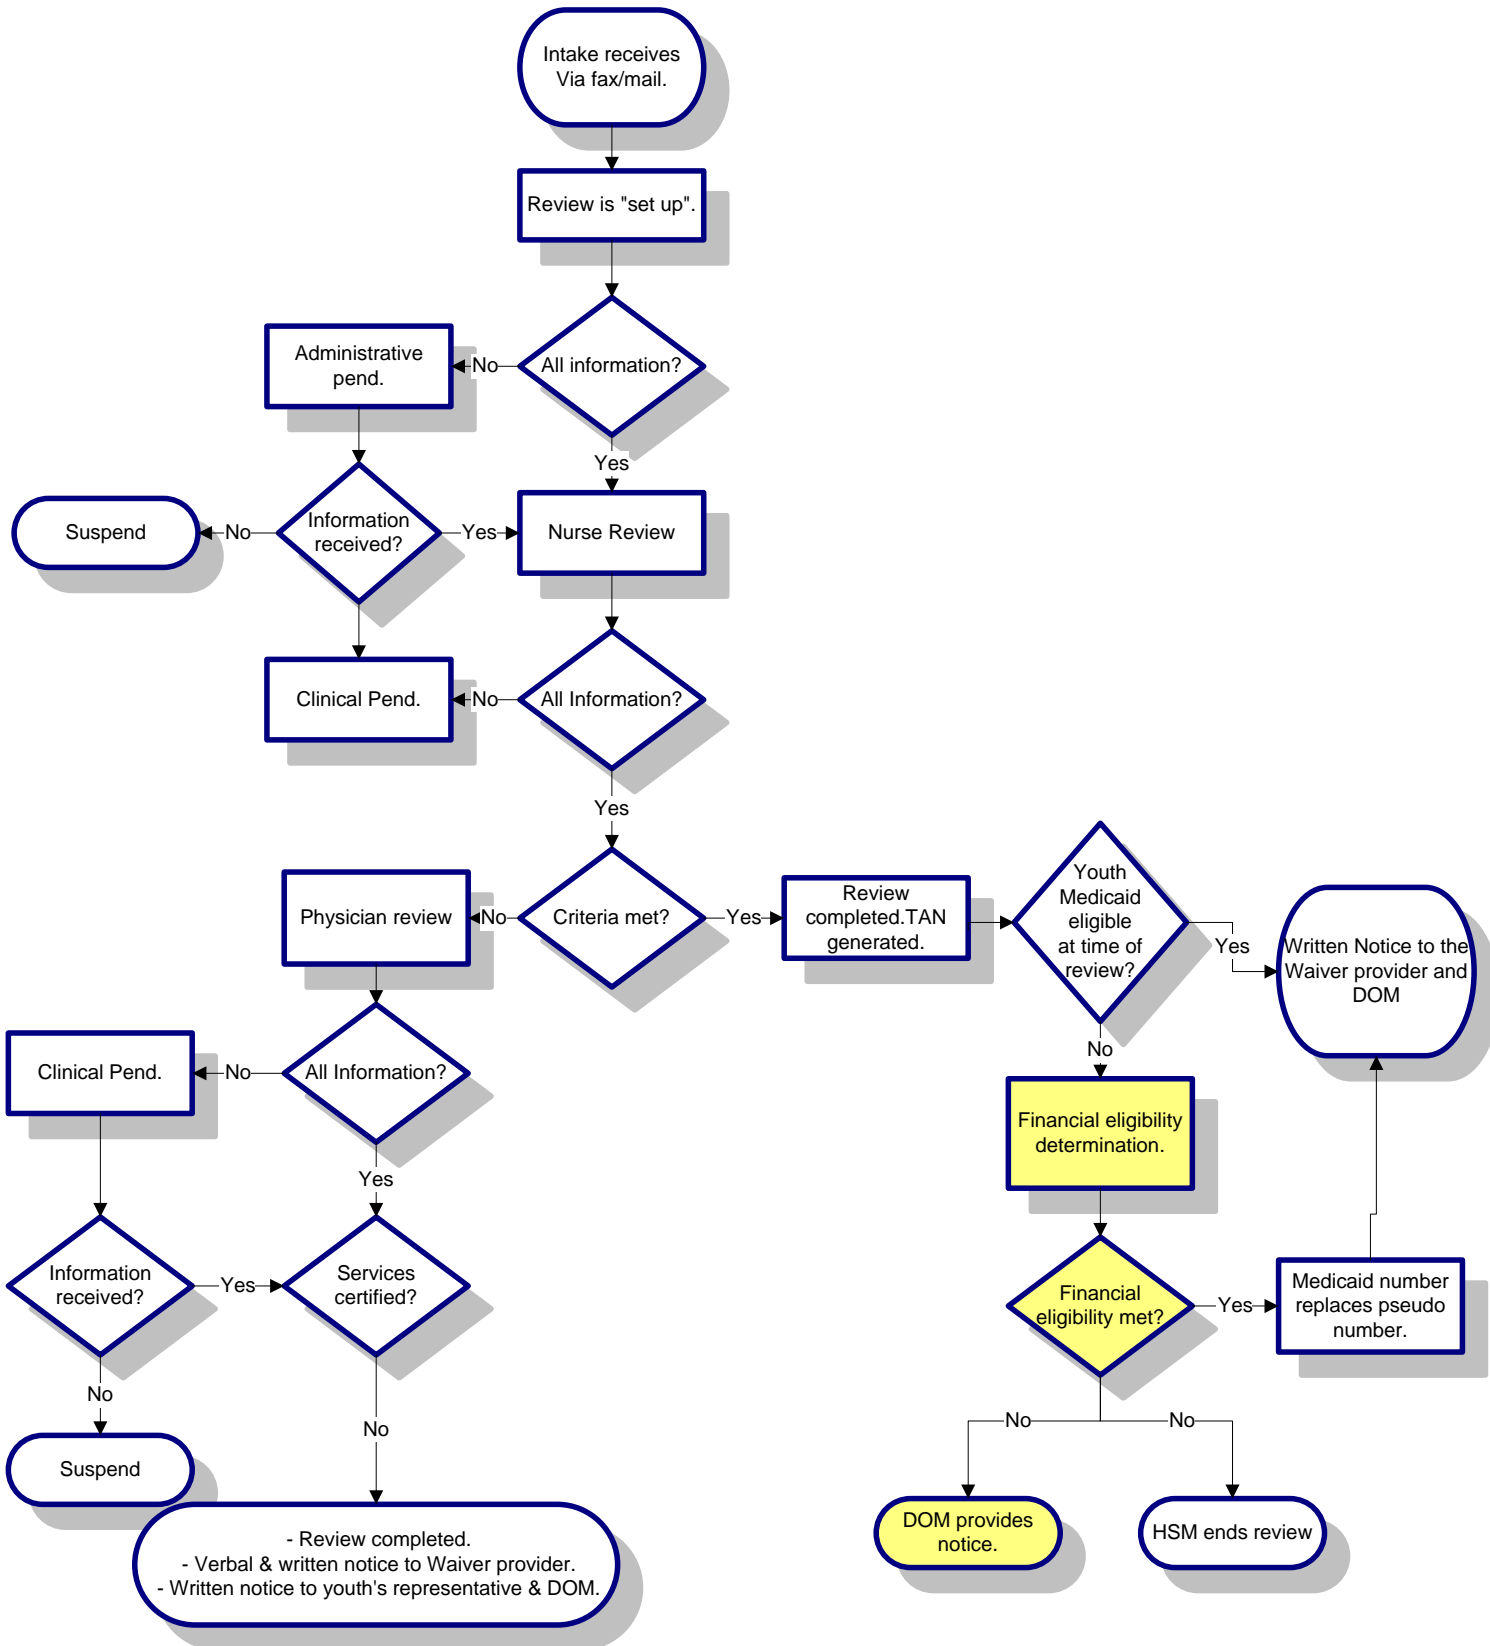 Intake receives
Via fax/mail.
Review is "set up".
All information?
No
Administrative
pend.
Yes
Information
received?
No
Suspend
Yes
Nurse Review
All Information?
No
Clinical Pend.
Yes
Criteria met?
No
Physician review
Yes
Review
completed.TAN
generated.
Youth
Medicaid
eligible
at time of
review?
Yes
Written Notice to the
Waiver provider and
DOM
No
Financial eligibility
determination.
Financial
eligibility met?
Yes
Medicaid number
replaces pseudo
number.
No
No
DOM provides
notice.
HSM ends review
All Information?
No
Clinical Pend.
Yes
Information
received?
Yes
Services
certified?
No
Suspend
No
- Review completed.
- Verbal & written notice to Waiver provider.
- Written notice to youth's representative & DOM.